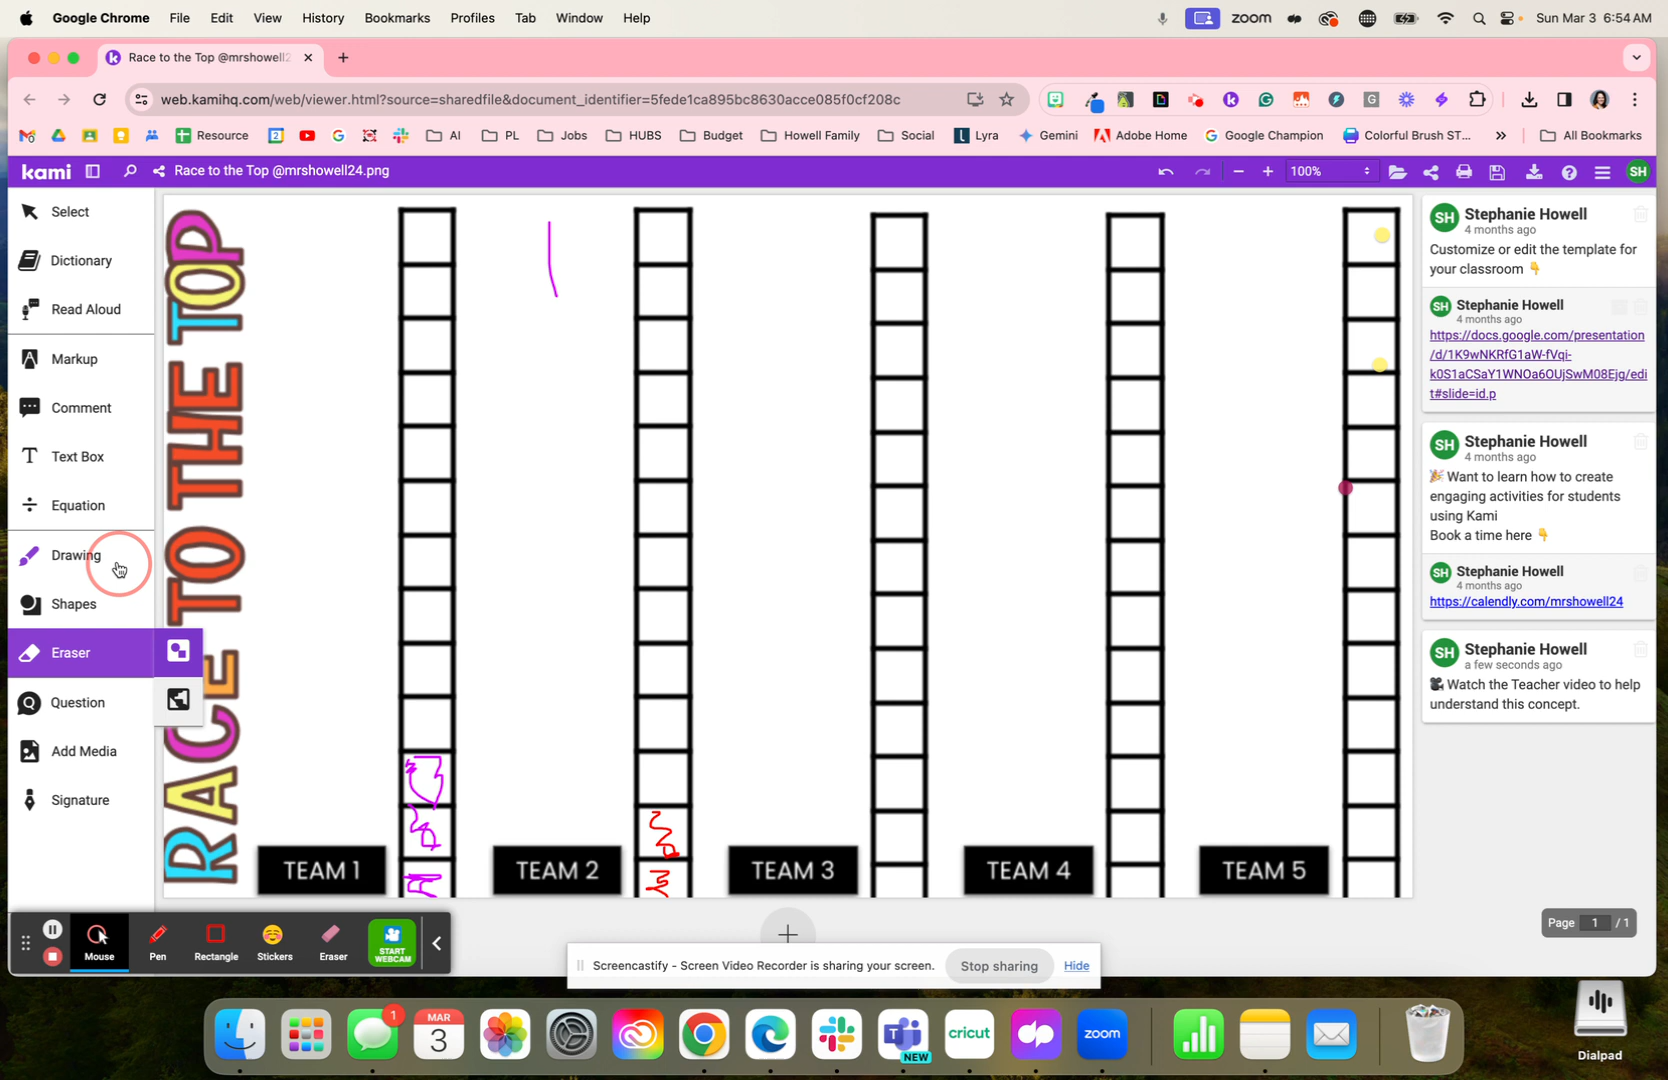 Google Chrome File Edit View History Bookmarks Profiles Tab Window Help zoom Sun Mar 3 6:54 AM
Race to the Top @mrshowell2
web.kamihq.com/web/viewer.html?source=sharedfile&document_identifier=5fede1ca895bc8630acce085f0cf208c
Resource AI PL Jobs HUBS Budget Howell Family Social Lyra Gemini Adobe Home Google Champion Colorful Brush ST... All Bookmarks
kami Race to the Top @mrshowell24.png 100% SH
Select
Dictionary
Read Aloud
Markup
Comment
Text Box
Equation
Drawing
Shapes
Eraser
Question
Add Media
Signature
RACE TO THE TOP
TEAM 1 TEAM 2 TEAM 3 TEAM 4 TEAM 5
SH Stephanie Howell
4 months ago
Customize or edit the template for
your classroom 👇
SH Stephanie Howell
4 months ago
https://docs.google.com/presentation
/d/1K9wNKRfG1aW-fVqi-
k0S1aCSaY1WNOa6OUjSwM08Ejg/edi
t#slide=id.p
SH Stephanie Howell
4 months ago
🎉Want to learn how to create
engaging activities for students
using Kami
Book a time here 👇
SH Stephanie Howell
4 months ago
https://calendly.com/mrshowell24
SH Stephanie Howell
a few seconds ago
🎥Watch the Teacher video to help
understand this concept.
Page 1 / 1
Mouse Pen Rectangle Stickers Eraser START WEBCAM
Screencastify - Screen Video Recorder is sharing your screen. Stop sharing Hide
1 MAR 3 NEW cricut zoom
Dialpad